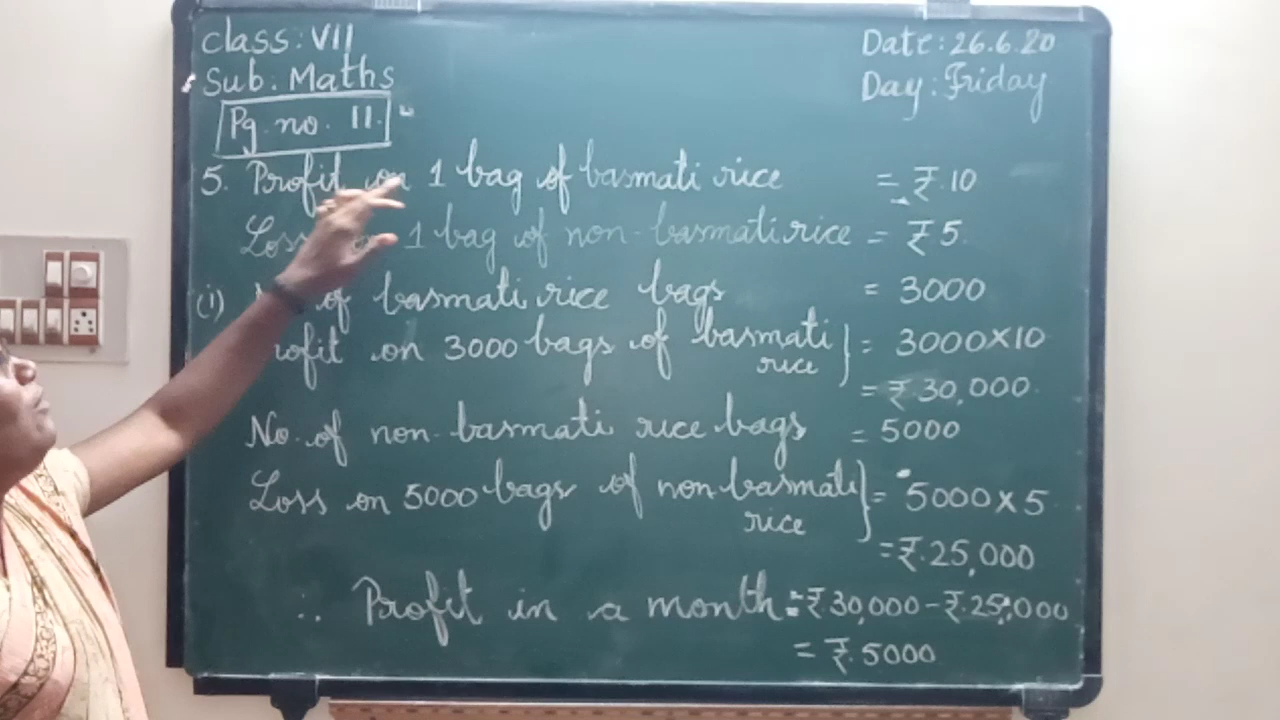 Class: VII
Date: 26.6.20
Sub: Maths
Day: Friday
Pg. no. 11.
5. Profit on 1 bag of basmati rice = ₹.10
Loss 1 bag of non-basmati rice = ₹5.
(i) of basmati rice bags = 3000
rofit on 3000 bags of basmati rice } = 3000×10
= ₹30,000.
No. of non-basmati rice bags = 5000
Loss on 5000 bags of non basmati rice } = 5000×5
= ₹.25,000
∴ Profit in a month = ₹30,000 - ₹.25,000
= ₹.5000